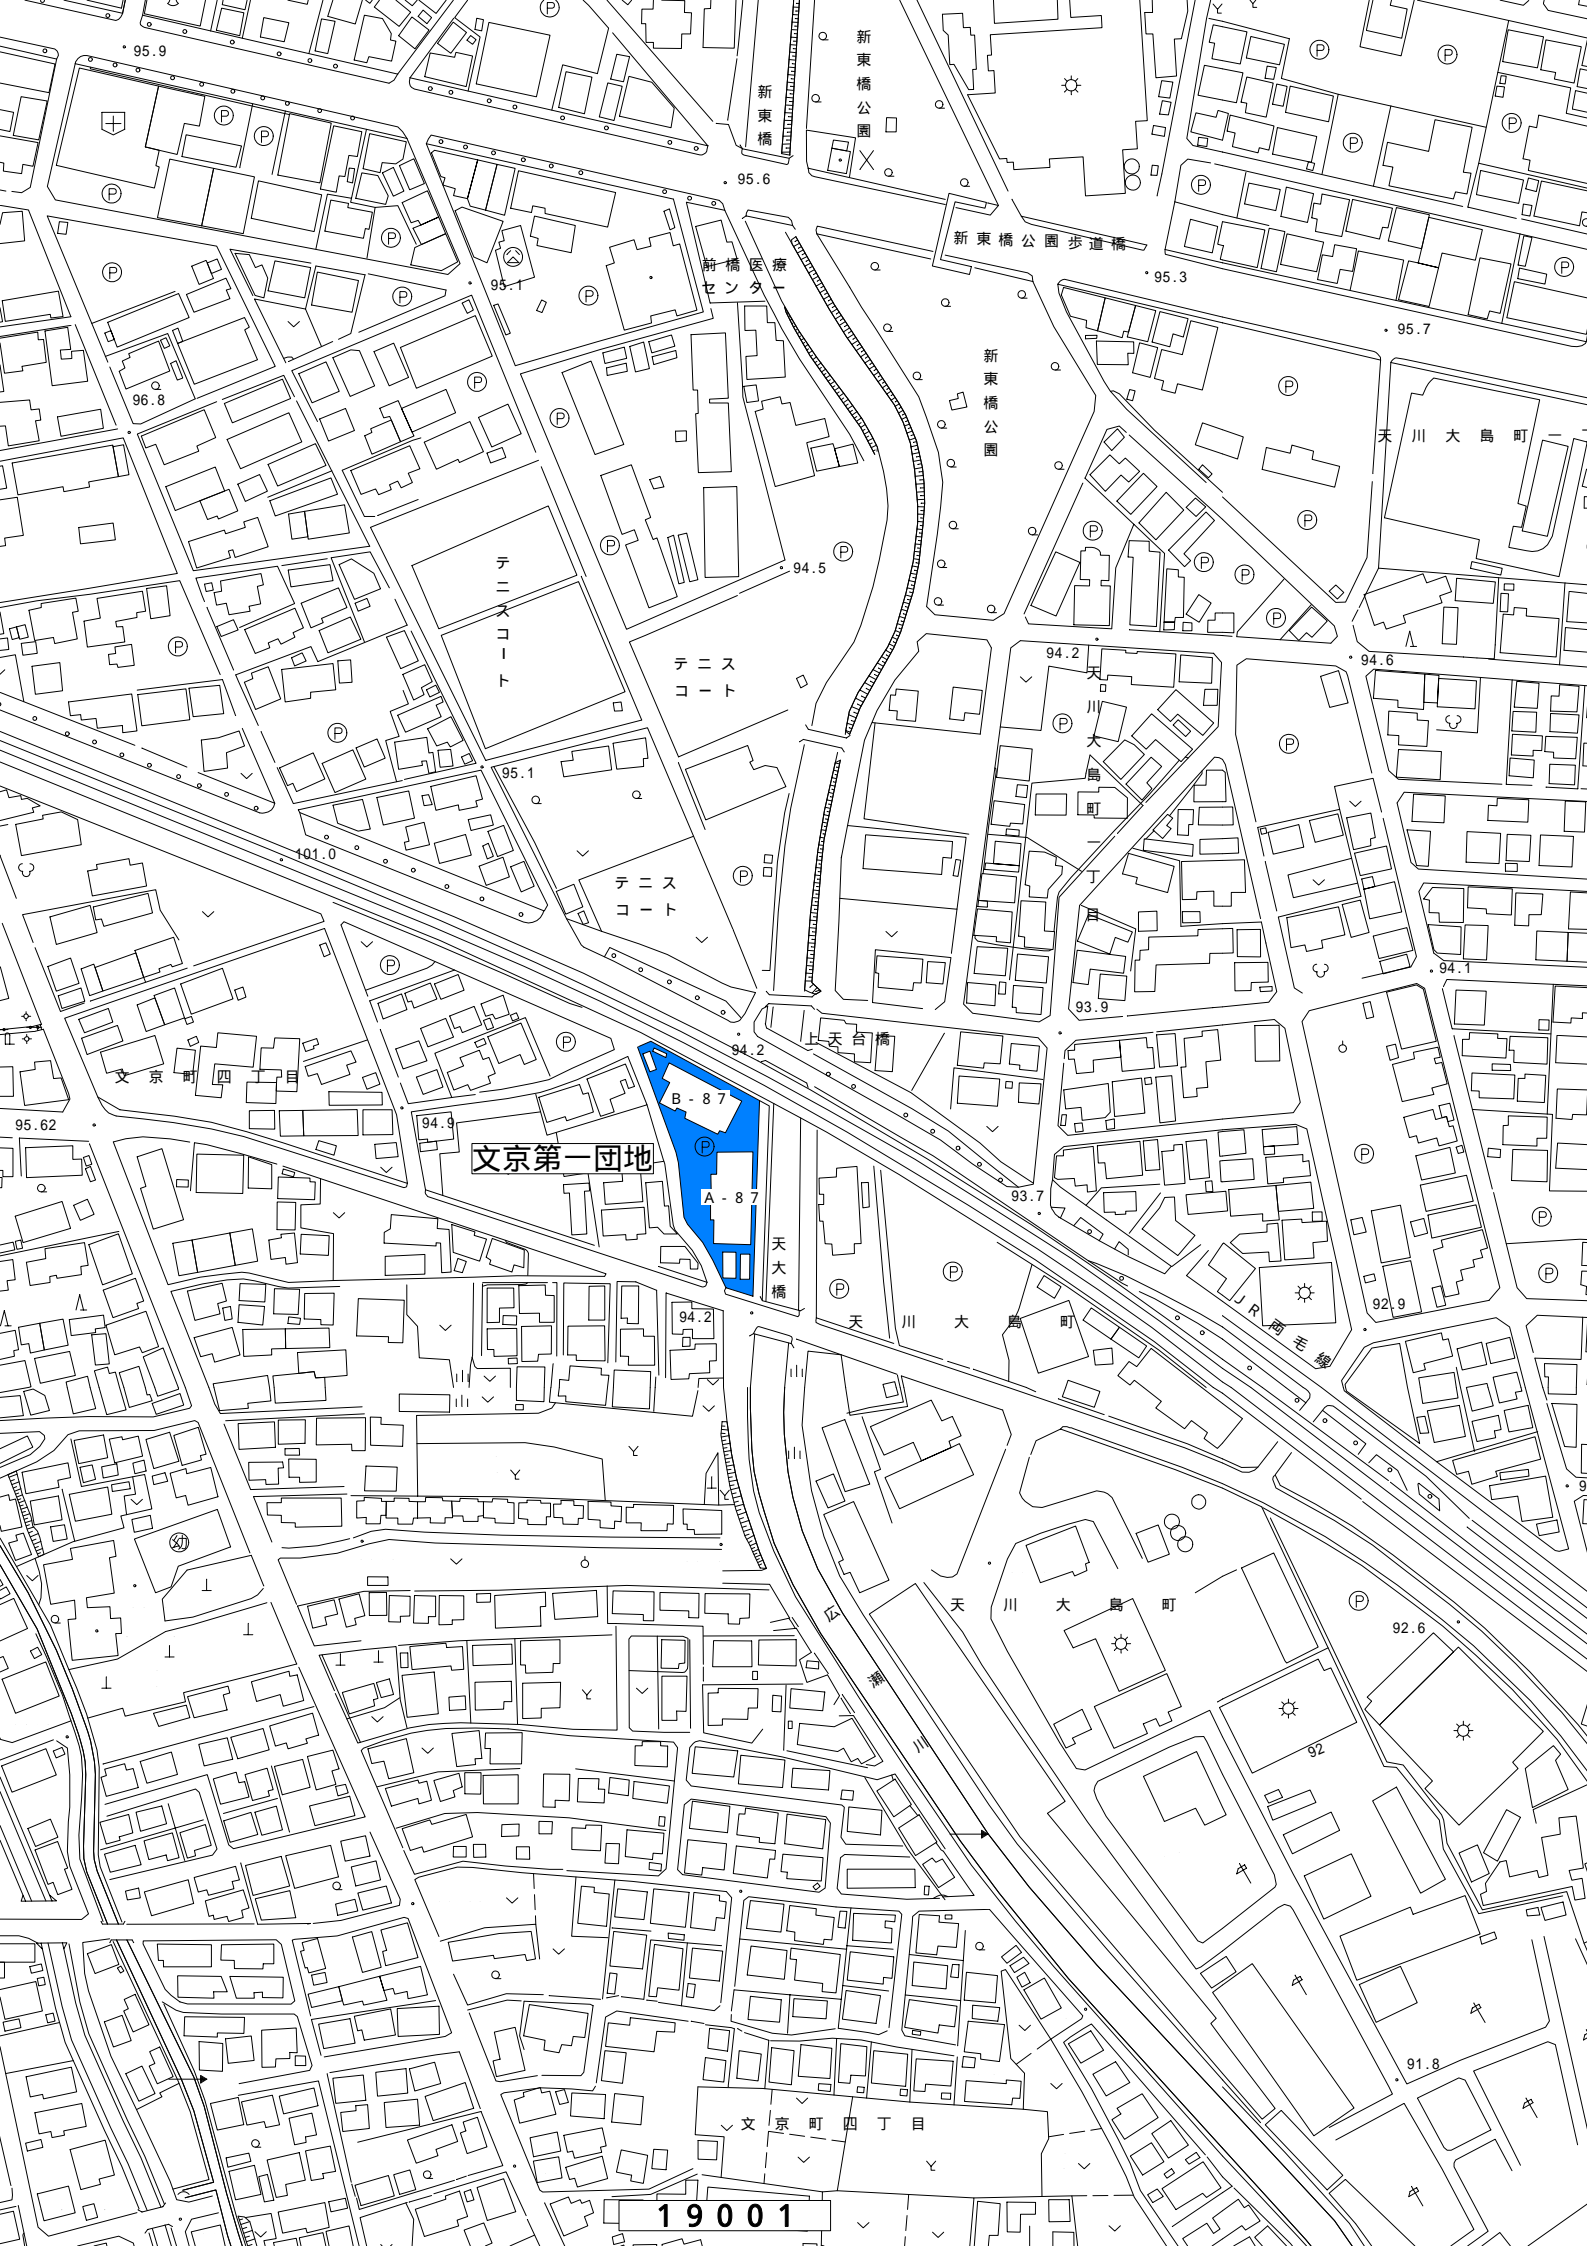 95.9
新東橋公園
新東橋
Ⓟ
95.6
新東橋公園歩道橋
95.3
前橋医療
センター
95.1
95.7
新東橋公園
96.8
天川大島町一丁
テニスコート
94.5
テニス
コート
94.2
94.6
天川大島町一丁目
95.1
101.0
テニス
コート
94.1
93.9
上天台橋
94.2
文京町四丁目
95.62
94.9
B-87
文京第一団地
Ⓟ
A-87
93.7
天大橋
94.2
天川大島町
92.9
JR両毛線
幼
広瀬川
天川大島町
92.6
92
91.8
文京町四丁目
19001